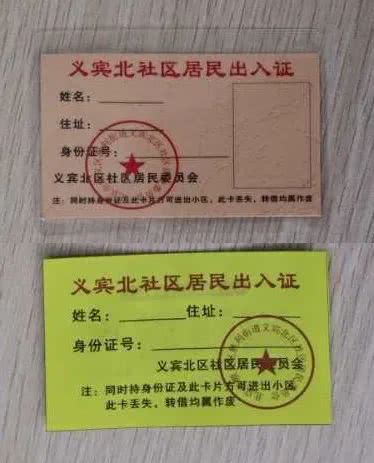 义宾北社区居民出入证
姓名：
住址：
身份证号：
义宾北区社区居民委员会
注：同时持身份证及此卡片方可进出小区，此卡丢失，转借均属作废
义宾北社区居民出入证
姓名： 住址：
身份证号：
义宾北区社区居民委员会
注：同时持身份证及此卡片方可进出小区
此卡丢失、转借均属作废